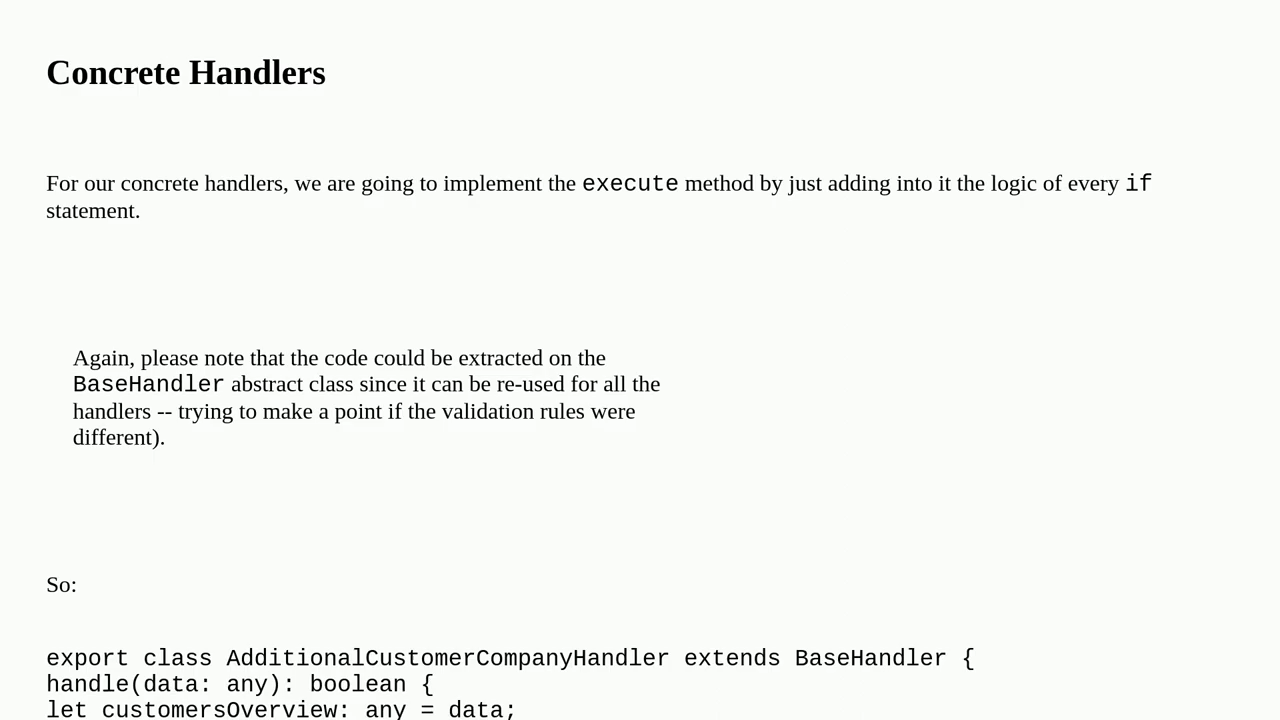 Concrete Handlers
For our concrete handlers, we are going to implement the execute method by just adding into it the logic of every if
statement.
Again, please note that the code could be extracted on the
BaseHandler abstract class since it can be re-used for all the
handlers -- trying to make a point if the validation rules were
different).
So:
export class AdditionalCustomerCompanyHandler extends BaseHandler {
handle(data: any): boolean {
let customersOverview: any = data;